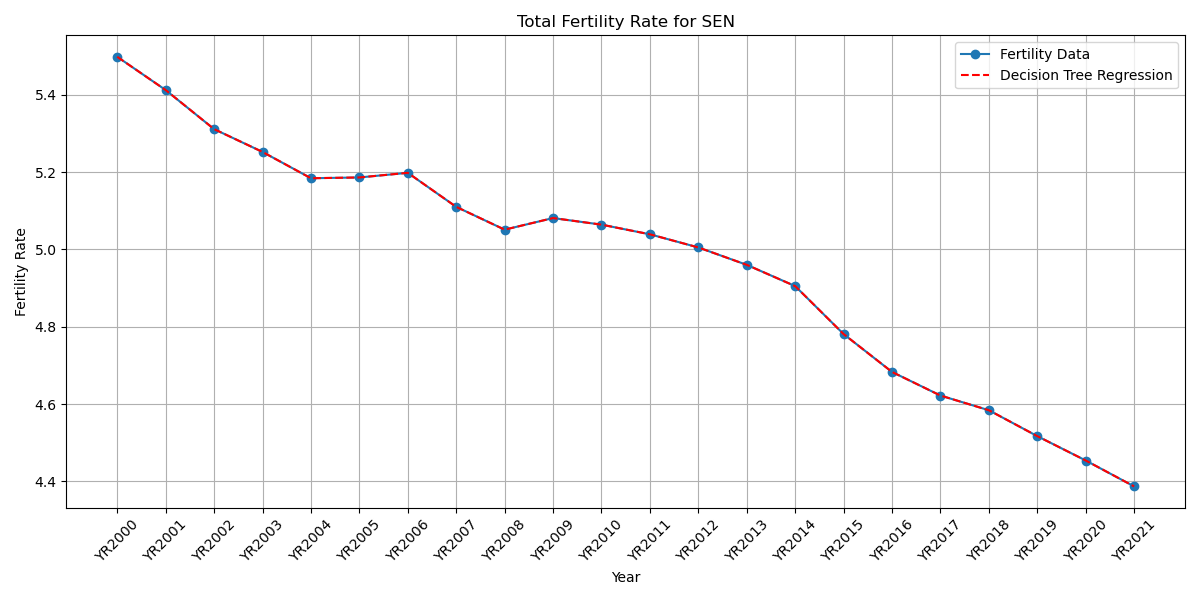 Total Fertility Rate for SEN
Fertility Data
Decision Tree Regression
Fertility Rate
5.4
5.2
5.0
4.8
4.6
4.4
YR2000
YR2001
YR2002
YR2003
YR2004
YR2005
YR2006
YR2007
YR2008
YR2009
YR2010
YR2011
YR2012
YR2013
YR2014
YR2015
YR2016
YR2017
YR2018
YR2019
YR2020
YR2021
Year